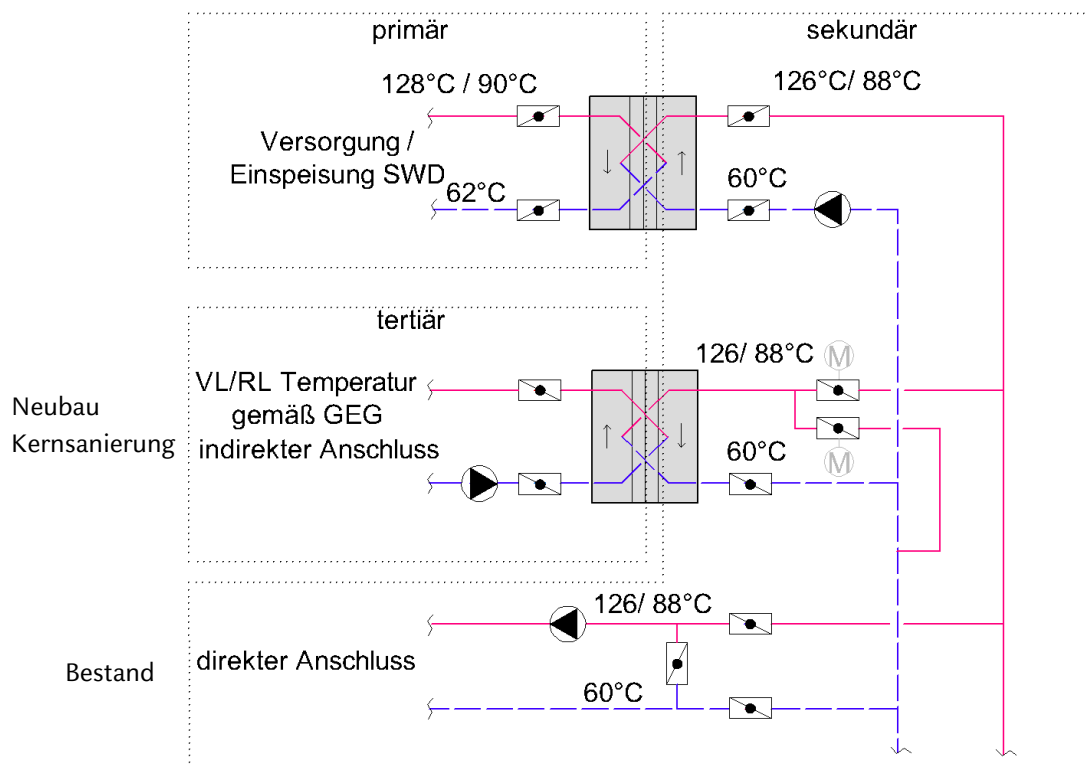 primär
sekundär
128°C / 90°C
126°C/ 88°C
Versorgung /
Einspeisung SWD
62°C
60°C
tertiär
126/ 88°C
M
Neubau
Kernsanierung
VL/RL Temperatur
gemäß GEG
indirekter Anschluss
60°C
M
126/ 88°C
Bestand
direkter Anschluss
60°C